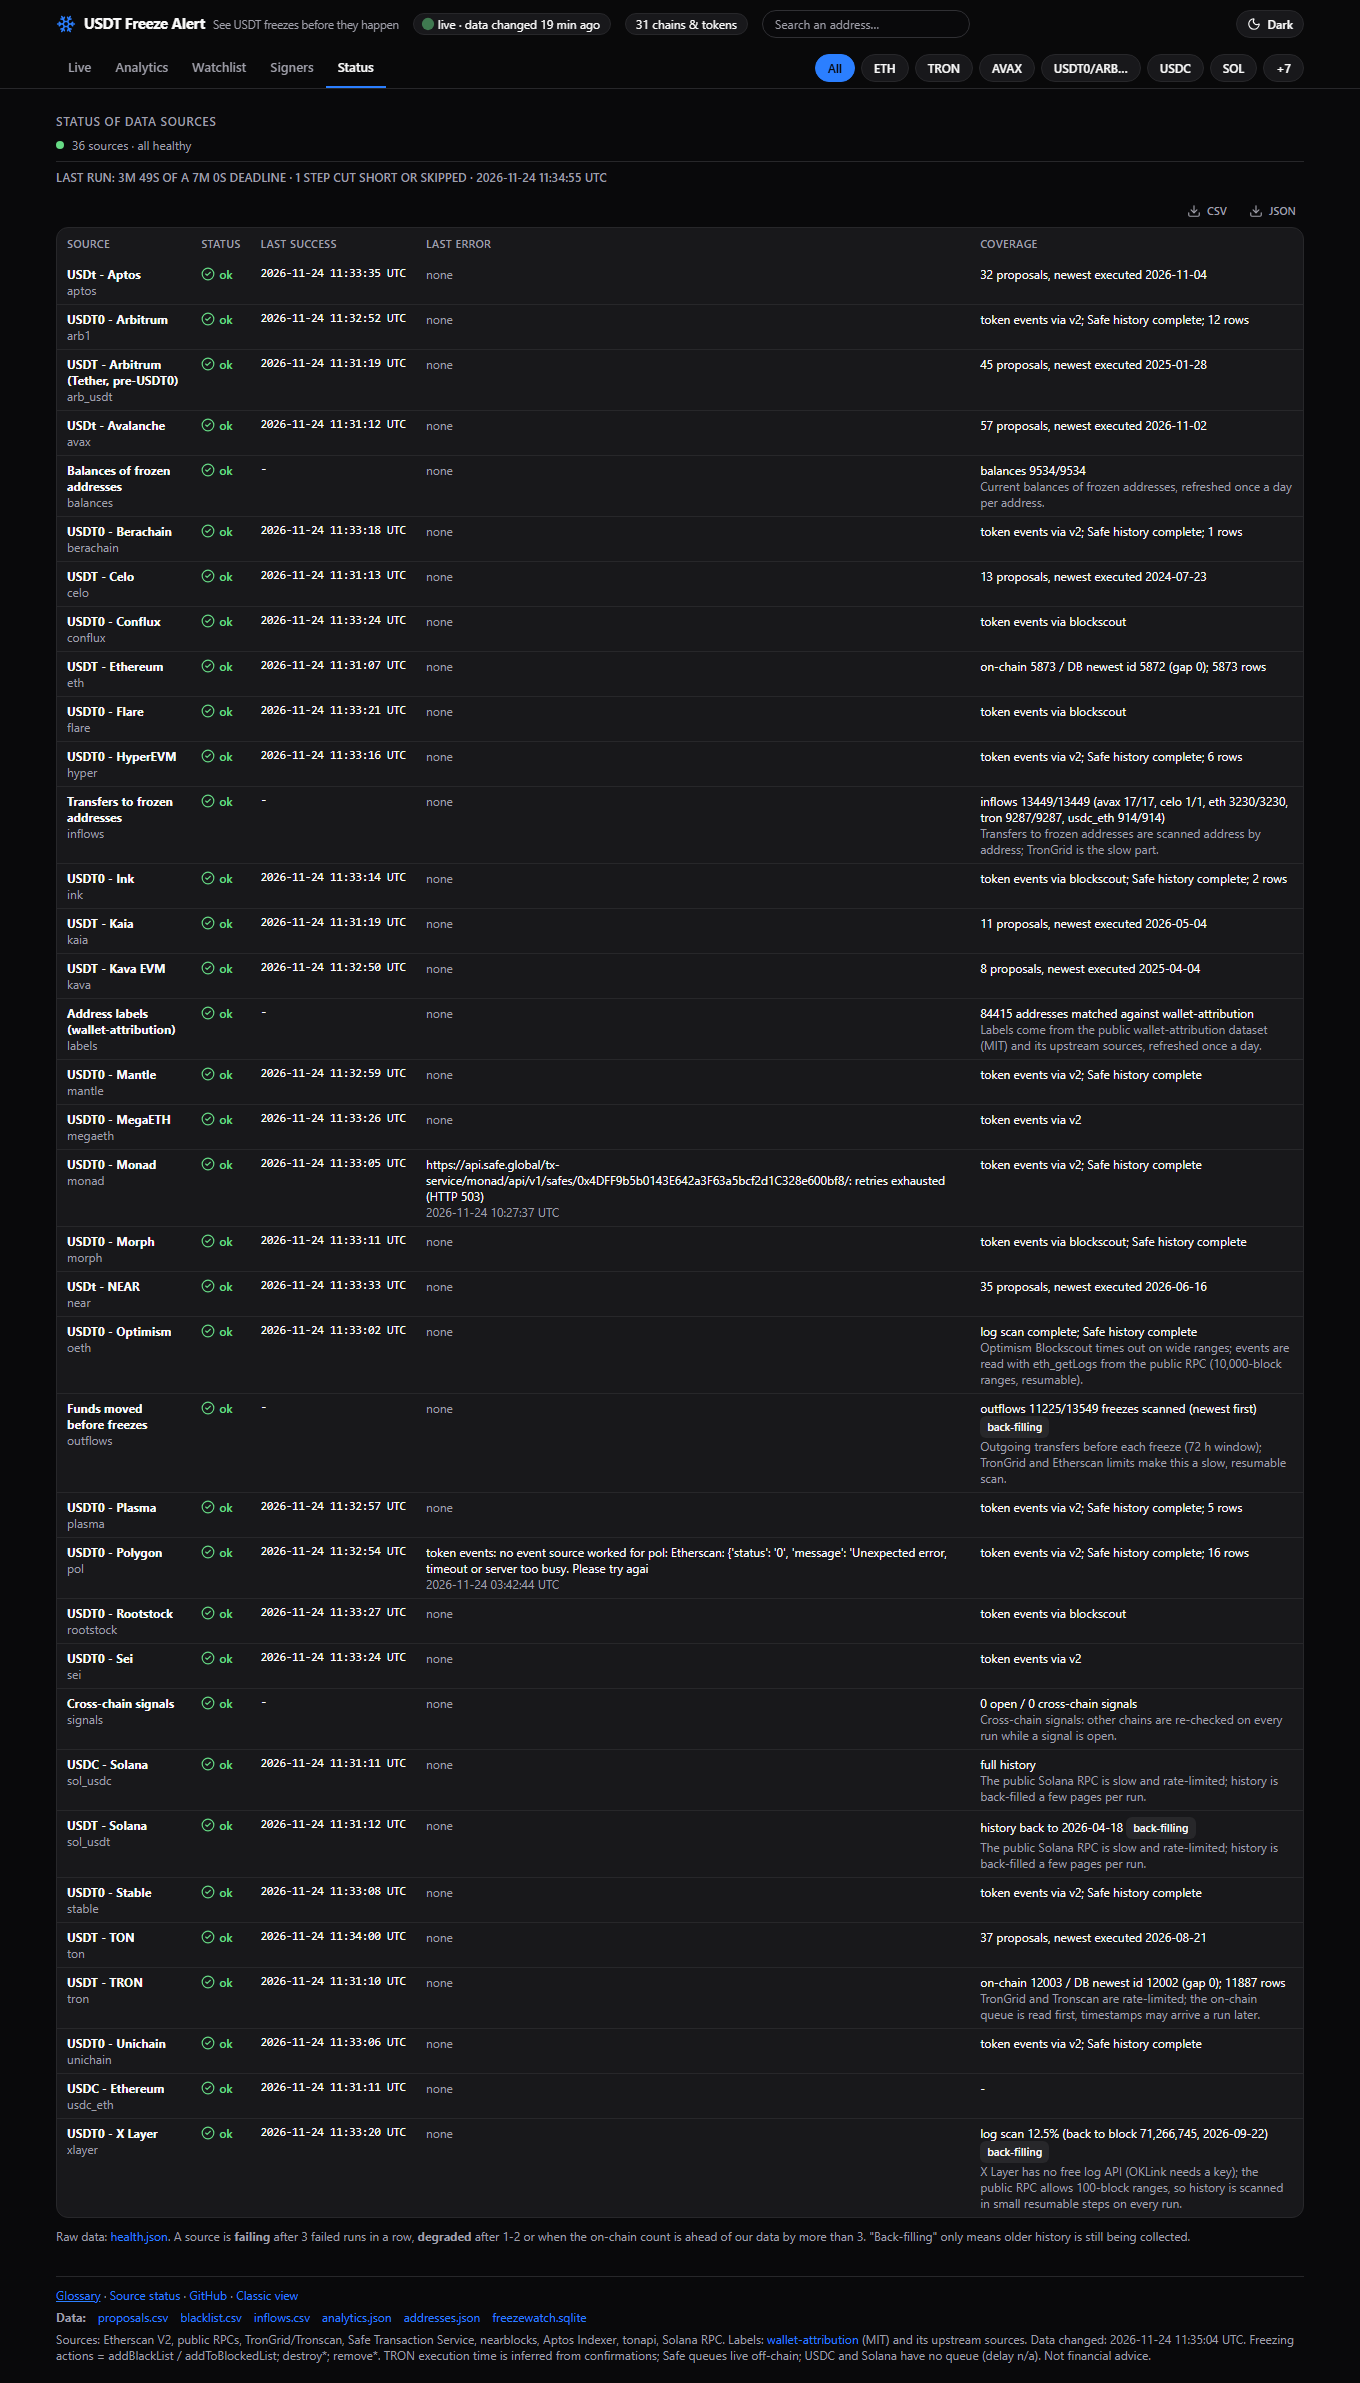 USDT Freeze Alert See USDT freezes before they happen live · data changed 19 min ago 31 chains & tokens Search an address... Dark
Live Analytics Watchlist Signers Status All ETH TRON AVAX USDT0/ARB... USDC SOL +7
STATUS OF DATA SOURCES
36 sources · all healthy
LAST RUN: 3M 49S OF A 7M 0S DEADLINE · 1 STEP CUT SHORT OR SKIPPED · 2026-11-24 11:34:55 UTC
CSV JSON
SOURCE STATUS LAST SUCCESS LAST ERROR COVERAGE
USDt - Aptos ok 2026-11-24 11:33:35 UTC none 32 proposals, newest executed 2026-11-04
aptos
USDT0 - Arbitrum ok 2026-11-24 11:32:52 UTC none token events via v2; Safe history complete; 12 rows
arb1
USDT - Arbitrum ok 2026-11-24 11:31:19 UTC none 45 proposals, newest executed 2025-01-28
(Tether, pre-USDT0)
arb_usdt
USDt - Avalanche ok 2026-11-24 11:31:12 UTC none 57 proposals, newest executed 2026-11-02
avax
Balances of frozen ok - none balances 9534/9534
addresses Current balances of frozen addresses, refreshed once a day
balances per address.
USDT0 - Berachain ok 2026-11-24 11:33:18 UTC none token events via v2; Safe history complete; 1 rows
berachain
USDT - Celo ok 2026-11-24 11:31:13 UTC none 13 proposals, newest executed 2024-07-23
celo
USDT0 - Conflux ok 2026-11-24 11:33:24 UTC none token events via blockscout
conflux
USDT - Ethereum ok 2026-11-24 11:31:07 UTC none on-chain 5873 / DB newest id 5872 (gap 0); 5873 rows
eth
USDT0 - Flare ok 2026-11-24 11:33:21 UTC none token events via blockscout
flare
USDT0 - HyperEVM ok 2026-11-24 11:33:16 UTC none token events via v2; Safe history complete; 6 rows
hyper
Transfers to frozen ok - none inflows 13449/13449 (avax 17/17, celo 1/1, eth 3230/3230,
addresses tron 9287/9287, usdc_eth 914/914)
inflows Transfers to frozen addresses are scanned address by
address; TronGrid is the slow part.
USDT0 - Ink ok 2026-11-24 11:33:14 UTC none token events via blockscout; Safe history complete; 2 rows
ink
USDT - Kaia ok 2026-11-24 11:31:19 UTC none 11 proposals, newest executed 2026-05-04
kaia
USDT - Kava EVM ok 2026-11-24 11:32:50 UTC none 8 proposals, newest executed 2025-04-04
kava
Address labels ok - none 84415 addresses matched against wallet-attribution
(wallet-attribution) Labels come from the public wallet-attribution dataset
labels (MIT) and its upstream sources, refreshed once a day.
USDT0 - Mantle ok 2026-11-24 11:32:59 UTC none token events via v2; Safe history complete
mantle
USDT0 - MegaETH ok 2026-11-24 11:33:26 UTC none token events via v2
megaeth
USDT0 - Monad ok 2026-11-24 11:33:05 UTC https://api.safe.global/tx- token events via v2; Safe history complete
monad service/monad/api/v1/safes/0x4DFF9b5b0143E642a3F63a5bcf2d1C328e600bf8/: retries exhausted
(HTTP 503)
2026-11-24 10:27:37 UTC
USDT0 - Morph ok 2026-11-24 11:33:11 UTC none token events via blockscout; Safe history complete
morph
USDt - NEAR ok 2026-11-24 11:33:33 UTC none 35 proposals, newest executed 2026-06-16
near
USDT0 - Optimism ok 2026-11-24 11:33:02 UTC none log scan complete; Safe history complete
oeth Optimism Blockscout times out on wide ranges; events are
read with eth_getLogs from the public RPC (10,000-block
ranges, resumable).
Funds moved ok - none outflows 11225/13549 freezes scanned (newest first)
before freezes back-filling
outflows Outgoing transfers before each freeze (72 h window);
TronGrid and Etherscan limits make this a slow, resumable
scan.
USDT0 - Plasma ok 2026-11-24 11:32:57 UTC none token events via v2; Safe history complete; 5 rows
plasma
USDT0 - Polygon ok 2026-11-24 11:32:54 UTC token events: no event source worked for pol: Etherscan: {'status': '0', 'message': 'Unexpected error, token events via v2; Safe history complete; 16 rows
pol timeout or server too busy. Please try agai
2026-11-24 03:42:44 UTC
USDT0 - Rootstock ok 2026-11-24 11:33:27 UTC none token events via blockscout
rootstock
USDT0 - Sei ok 2026-11-24 11:33:24 UTC none token events via v2
sei
Cross-chain signals ok - none 0 open / 0 cross-chain signals
signals Cross-chain signals: other chains are re-checked on every
run while a signal is open.
USDC - Solana ok 2026-11-24 11:31:11 UTC none full history
sol_usdc The public Solana RPC is slow and rate-limited; history is
back-filled a few pages per run.
USDT - Solana ok 2026-11-24 11:31:12 UTC none history back to 2026-04-18 back-filling
sol_usdt The public Solana RPC is slow and rate-limited; history is
back-filled a few pages per run.
USDT0 - Stable ok 2026-11-24 11:33:08 UTC none token events via v2; Safe history complete
stable
USDT - TON ok 2026-11-24 11:34:00 UTC none 37 proposals, newest executed 2026-08-21
ton
USDT - TRON ok 2026-11-24 11:31:10 UTC none on-chain 12003 / DB newest id 12002 (gap 0); 11887 rows
tron TronGrid and Tronscan are rate-limited; the on-chain
queue is read first, timestamps may arrive a run later.
USDT0 - Unichain ok 2026-11-24 11:33:06 UTC none token events via v2; Safe history complete
unichain
USDC - Ethereum ok 2026-11-24 11:31:11 UTC none -
usdc_eth
USDT0 - X Layer ok 2026-11-24 11:33:20 UTC none log scan 12.5% (back to block 71,266,745, 2026-09-22)
xlayer back-filling
X Layer has no free log API (OKLink needs a key); the
public RPC allows 100-block ranges, so history is scanned
in small resumable steps on every run.
Raw data: health.json. A source is failing after 3 failed runs in a row, degraded after 1-2 or when the on-chain count is ahead of our data by more than 3. "Back-filling" only means older history is still being collected.
Glossary · Source status · GitHub · Classic view
Data: proposals.csv blacklist.csv inflows.csv analytics.json addresses.json freezewatch.sqlite
Sources: Etherscan V2, public RPCs, TronGrid/Tronscan, Safe Transaction Service, nearblocks, Aptos Indexer, tonapi, Solana RPC. Labels: wallet-attribution (MIT) and its upstream sources. Data changed: 2026-11-24 11:35:04 UTC. Freezing
actions = addBlackList / addToBlockedList; destroy*; remove*. TRON execution time is inferred from confirmations; Safe queues live off-chain; USDC and Solana have no queue (delay n/a). Not financial advice.